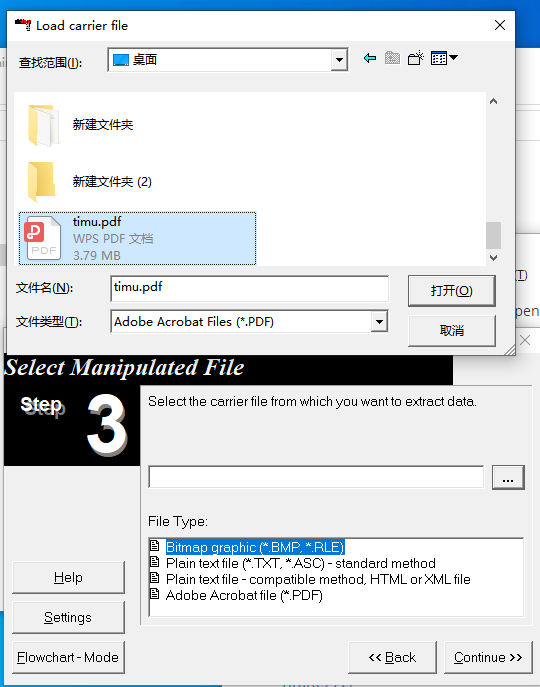 Load carrier file
查找范围(I):
桌面
新建文件夹
新建文件夹 (2)
timu.pdf
WPS PDF 文档
3.79 MB
PDF
文件名(N):
timu.pdf
打开(O)
文件类型(T):
Adobe Acrobat Files (*.PDF)
取消
T)
pen
Select Manipulated File
Step
3
Select the carrier file from which you want to extract data.
...
File Type:
Bitmap graphic (*.BMP, *.RLE)
Plain text file (*.TXT, *.ASC) - standard method
Plain text file - compatible method, HTML or XML file
Adobe Acrobat file (*.PDF)
Help
Settings
Flowchart - Mode
<< Back
Continue >>